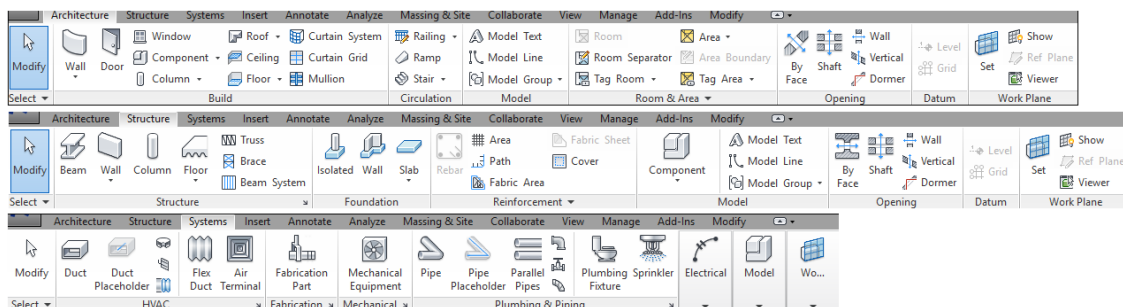 Architecture Structure Systems Insert Annotate Analyze Massing & Site Collaborate View Manage Add-Ins Modify
Window Roof Curtain System Railing Model Text Room Area Wall Level Show
Modify Wall Door Component Ceiling Curtain Grid Ramp Model Line Room Separator Area Boundary By Face Shaft Vertical Grid Set Ref Plane
Column Floor Mullion Stair Model Group Tag Room Tag Area Dormer Viewer
Select Build Circulation Model Room & Area Opening Datum Work Plane
Architecture Structure Systems Insert Annotate Analyze Massing & Site Collaborate View Manage Add-Ins Modify
Truss Area Fabric Sheet Model Text Wall Level Show
Modify Beam Wall Column Floor Brace Isolated Wall Slab Rebar Path Cover Component Model Line By Face Shaft Vertical Grid Set Ref Plane
Beam System Fabric Area Model Group Dormer Viewer
Select Structure Foundation Reinforcement Model Opening Datum Work Plane
Architecture Structure Systems Insert Annotate Analyze Massing & Site Collaborate View Manage Add-Ins Modify
Modify Duct Duct Flex Air Fabrication Mechanical Pipe Pipe Parallel Plumbing Sprinkler Electrical Model Wo...
Placeholder Duct Terminal Part Equipment Placeholder Pipes Fixture
Select HVAC Fabrication Mechanical Plumbing & Piping